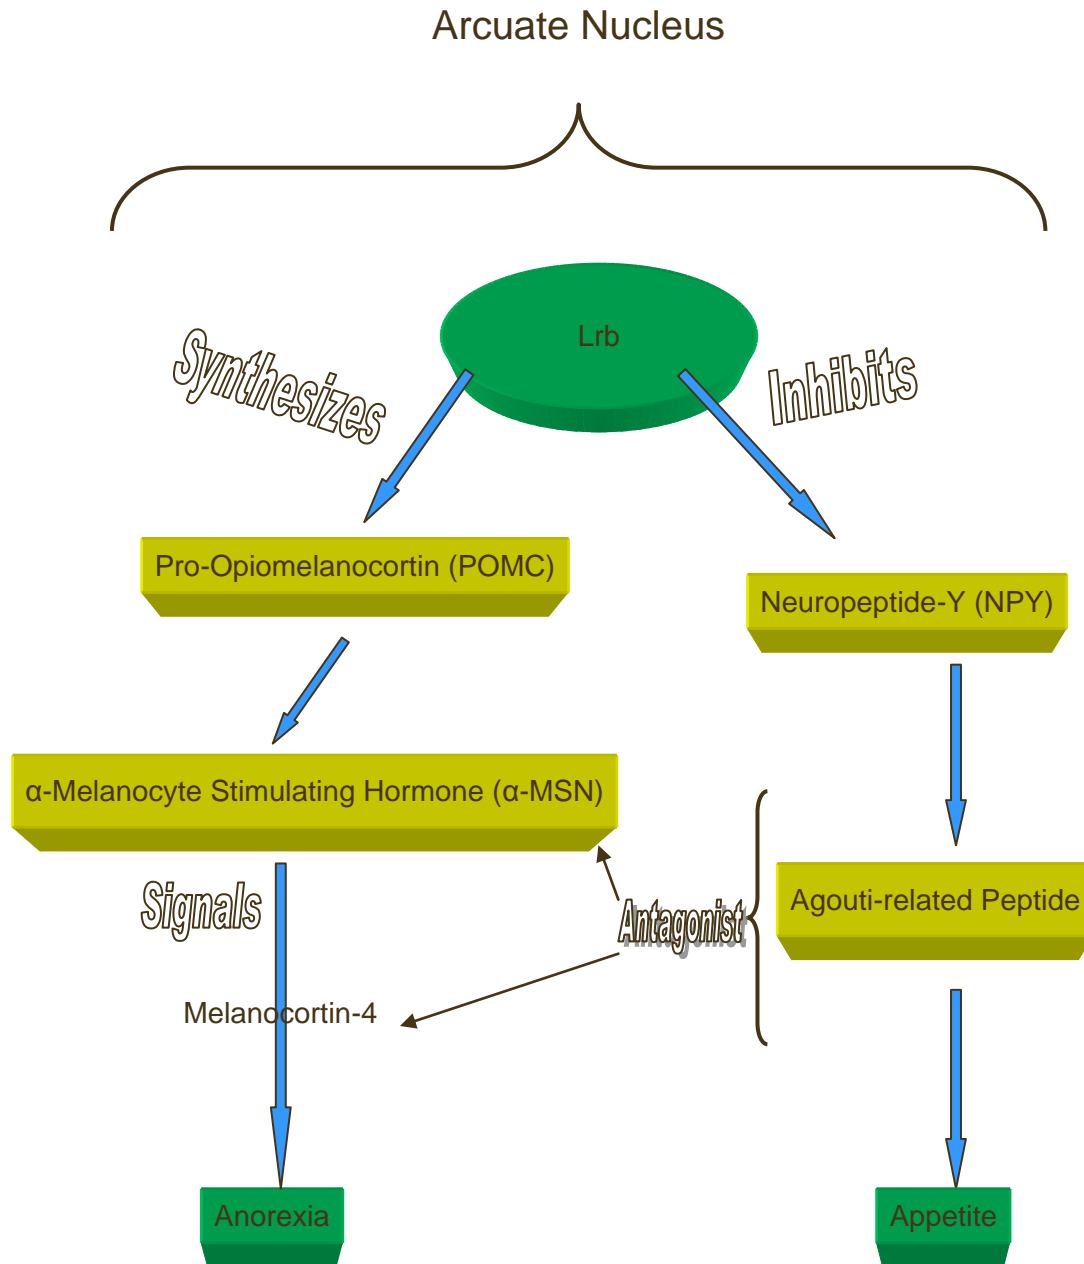 Arcuate Nucleus
Lrb
Synthesizes
Inhibits
Pro-Opiomelanocortin (POMC)
Neuropeptide-Y (NPY)
α-Melanocyte Stimulating Hormone (α-MSN)
Signals
Antagonist
Agouti-related Peptide
Melanocortin-4
Anorexia
Appetite